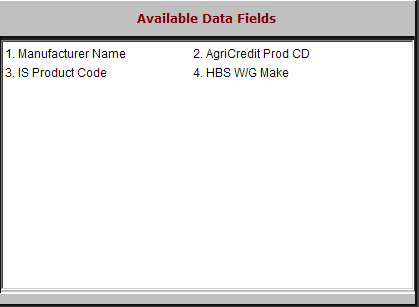 Available Data Fields
1. Manufacturer Name 2. AgriCredit Prod CD
3. IS Product Code 4. HBS W/G Make